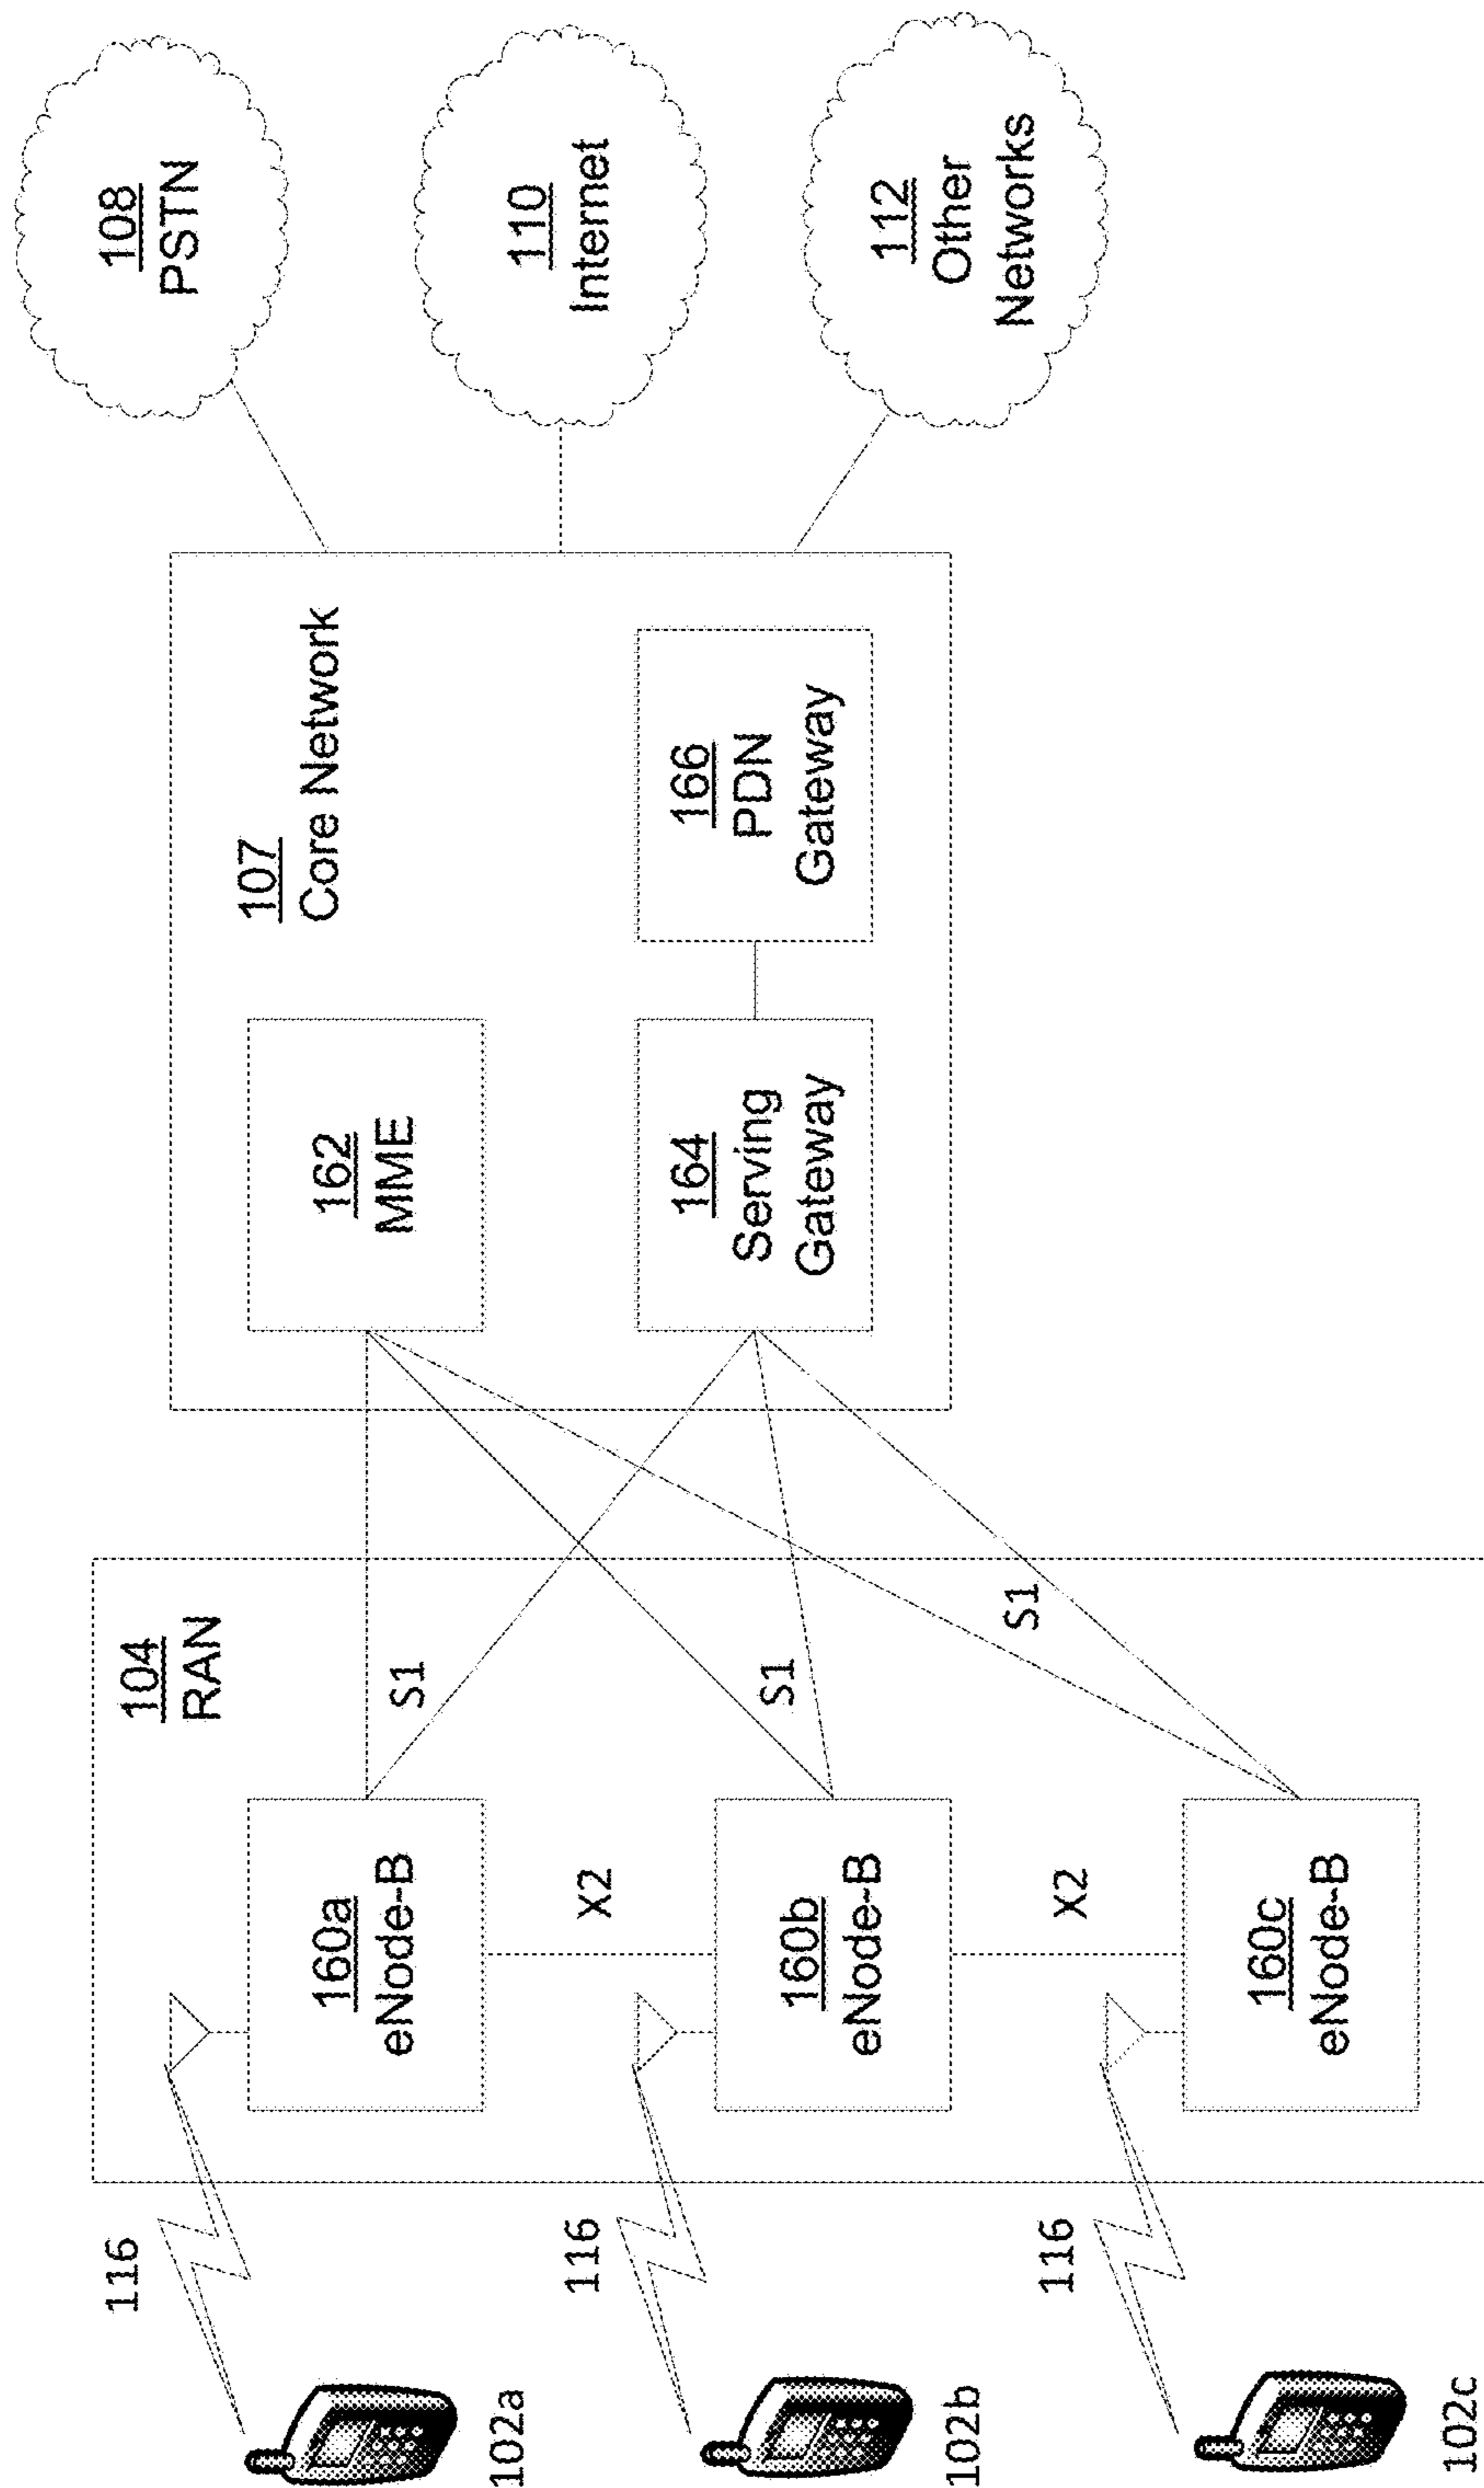 116
102a
116
102b
116
102c
104
RAN
160a
eNode-B
X2
160b
eNode-B
X2
160c
eNode-B
S1
S1
S1
107
Core Network
162
MME
164
Serving
Gateway
166
PDN
Gateway
108
PSTN
110
Internet
112
Other
Networks